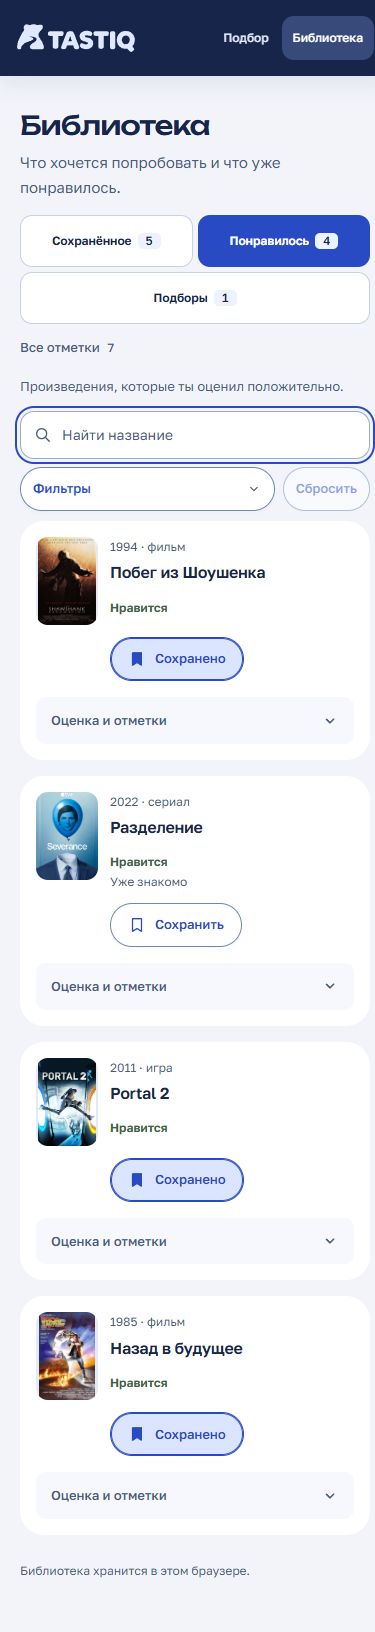 TASTIQ
Подбор
Библиотека
Библиотека
Что хочется попробовать и что уже
понравилось.
Сохранённое 5
Понравилось 4
Подборы 1
Все отметки 7
Произведения, которые ты оценил положительно.
Найти название
Фильтры
Сбросить
1994 · фильм
Побег из Шоушенка
Нравится
Сохранено
Оценка и отметки
2022 · сериал
Severance
Разделение
Нравится
Уже знакомо
Сохранить
Оценка и отметки
2011 · игра
PORTAL 2
Portal 2
Нравится
Сохранено
Оценка и отметки
1985 · фильм
Назад в будущее
Нравится
Сохранено
Оценка и отметки
Библиотека хранится в этом браузере.